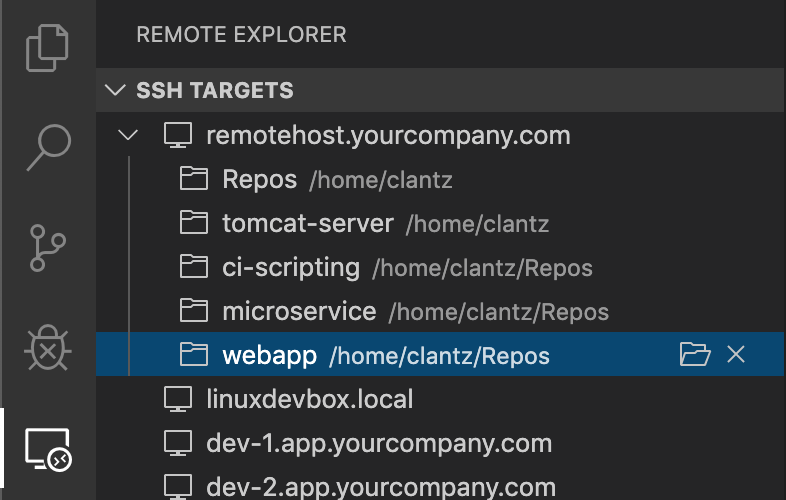 REMOTE EXPLORER
SSH TARGETS
remotehost.yourcompany.com
Repos /home/clantz
tomcat-server /home/clantz
ci-scripting /home/clantz/Repos
microservice /home/clantz/Repos
webapp /home/clantz/Repos
linuxdevbox.local
dev-1.app.yourcompany.com
dev-2.app.yourcompany.com